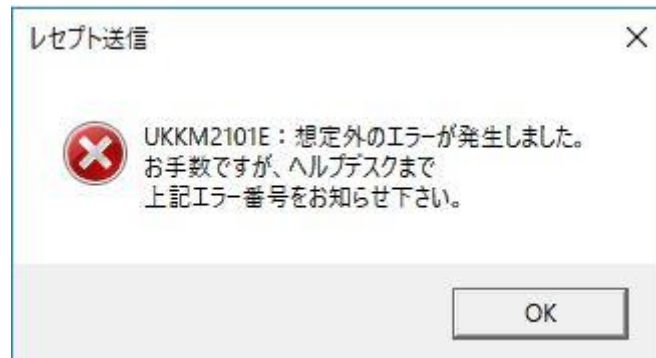 レセプト送信
UKKM2101E：想定外のエラーが発生しました。
お手数ですが、ヘルプデスクまで
上記エラー番号をお知らせ下さい。
OK